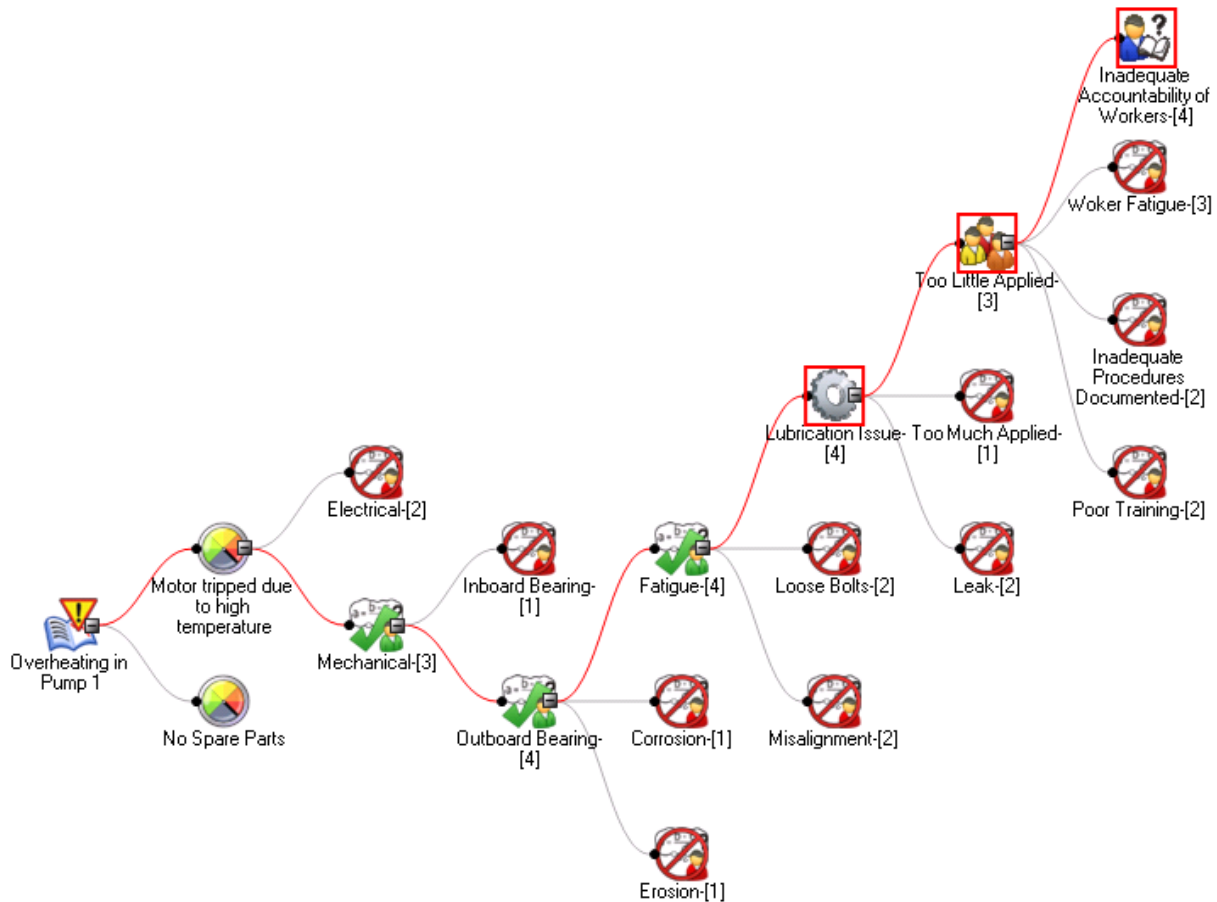 Inadequate
Accountability of
Workers-[4]
Woker Fatigue-[3]
Too Little Applied-
[3]
Inadequate
Procedures
Documented-[2]
Lubrication Issue-
[4]
Too Much Applied-
[1]
Poor Training-[2]
Electrical-[2]
Motor tripped due
to high
temperature
Inboard Bearing-
[1]
Fatigue-[4]
Loose Bolts-[2]
Leak-[2]
Overheating in
Pump 1
Mechanical-[3]
No Spare Parts
Outboard Bearing-
[4]
Corrosion-[1]
Misalignment-[2]
Erosion-[1]